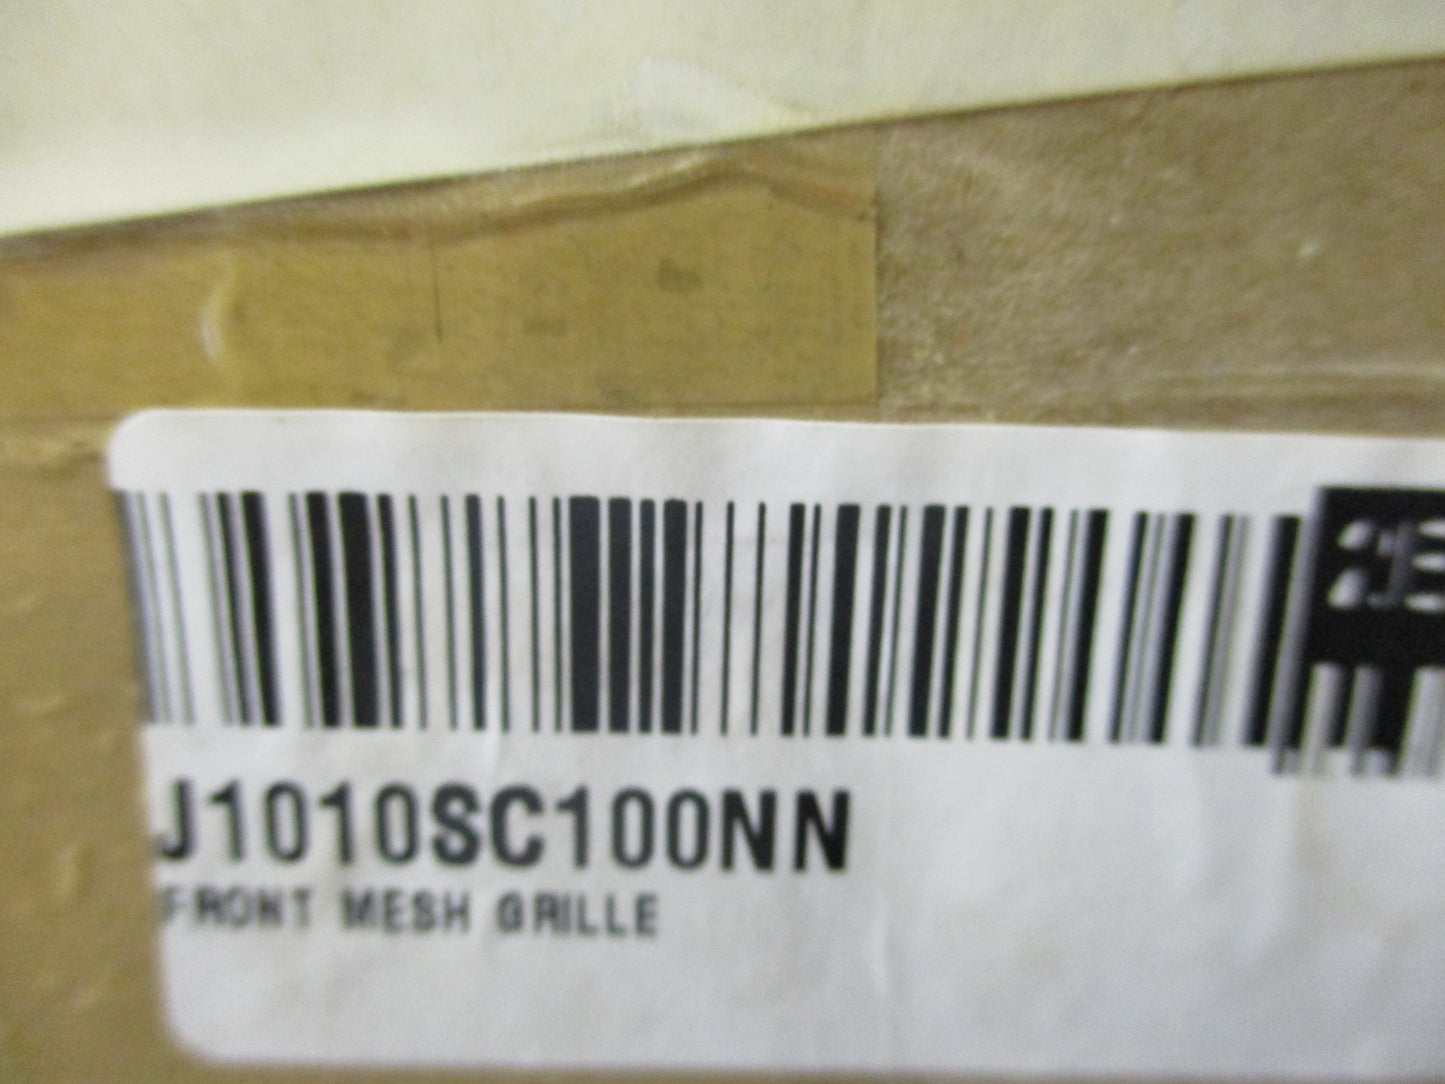 J1010SC100NN
FRONT MESH GRILLE